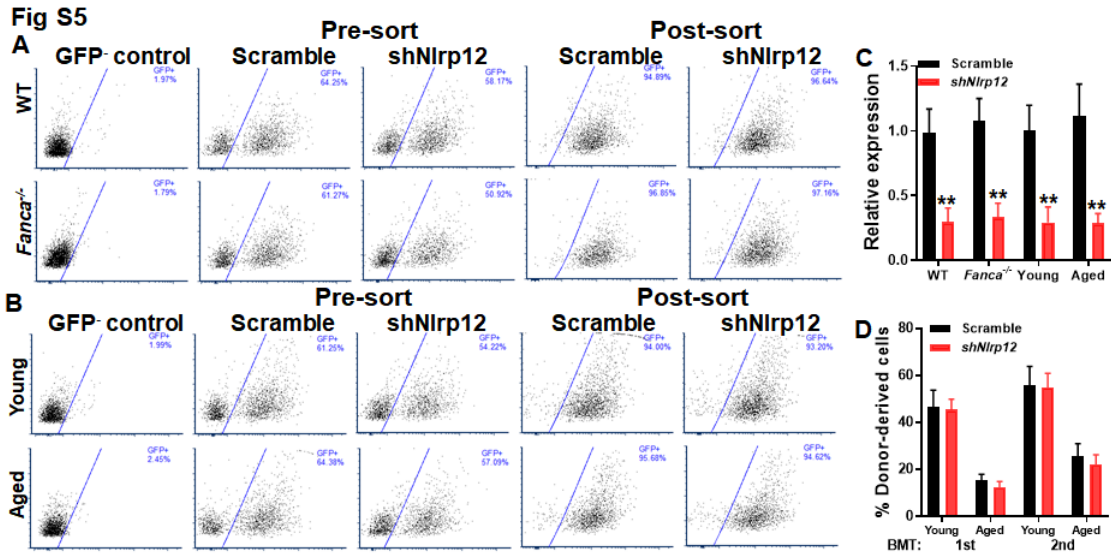 Fig S5
A
Pre-sort
Post-sort
GFP- control
Scramble
shNlrp12
Scramble
shNlrp12
WT
GFP+
1.97%
GFP+
64.25%
GFP+
58.17%
GFP+
94.89%
GFP+
96.64%
Fanca-/-
GFP+
1.79%
GFP+
61.27%
GFP+
50.92%
GFP+
96.85%
GFP+
97.16%
B
Pre-sort
Post-sort
GFP- control
Scramble
shNlrp12
Scramble
shNlrp12
Young
GFP+
1.99%
GFP+
61.25%
GFP+
54.22%
GFP+
94.00%
GFP+
93.20%
Aged
GFP+
2.45%
GFP+
64.38%
GFP+
57.09%
GFP+
95.68%
GFP+
94.62%
C
Scramble
shNlrp12
Relative expression
1.5
1.0
0.5
0.0
** ** ** **
WT Fanca-/- Young Aged
D
Scramble
shNlrp12
% Donor-derived cells
80
60
40
20
0
Young Aged Young Aged
BMT: 1st 2nd